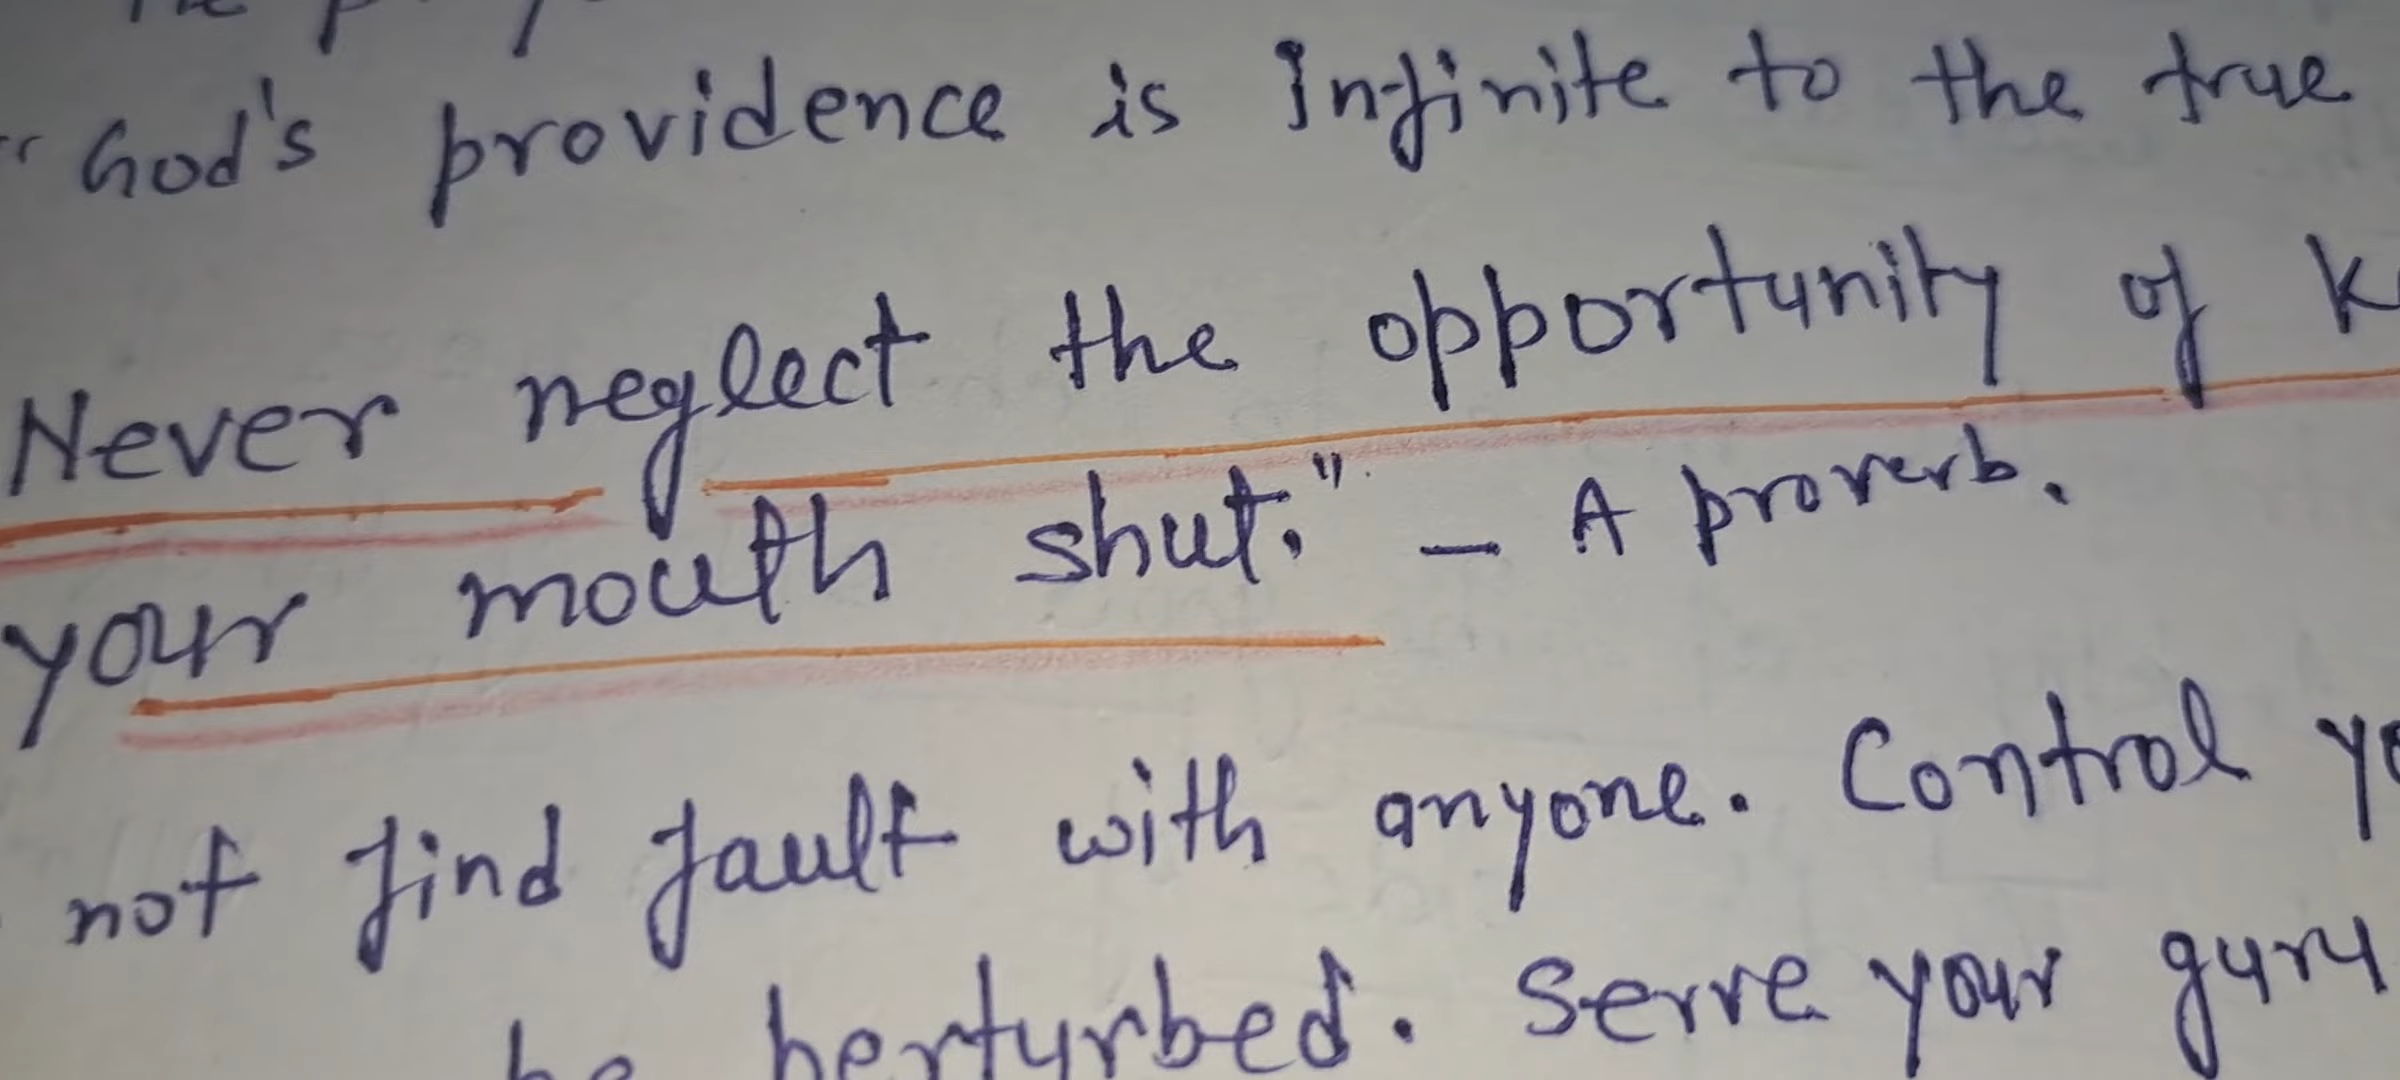 " God's providence is Infinite to the true
Never neglect the opportunity of
your mouth shut." - A proverb.
not find fault with anyone. Control
be perturbed. Serve your guru